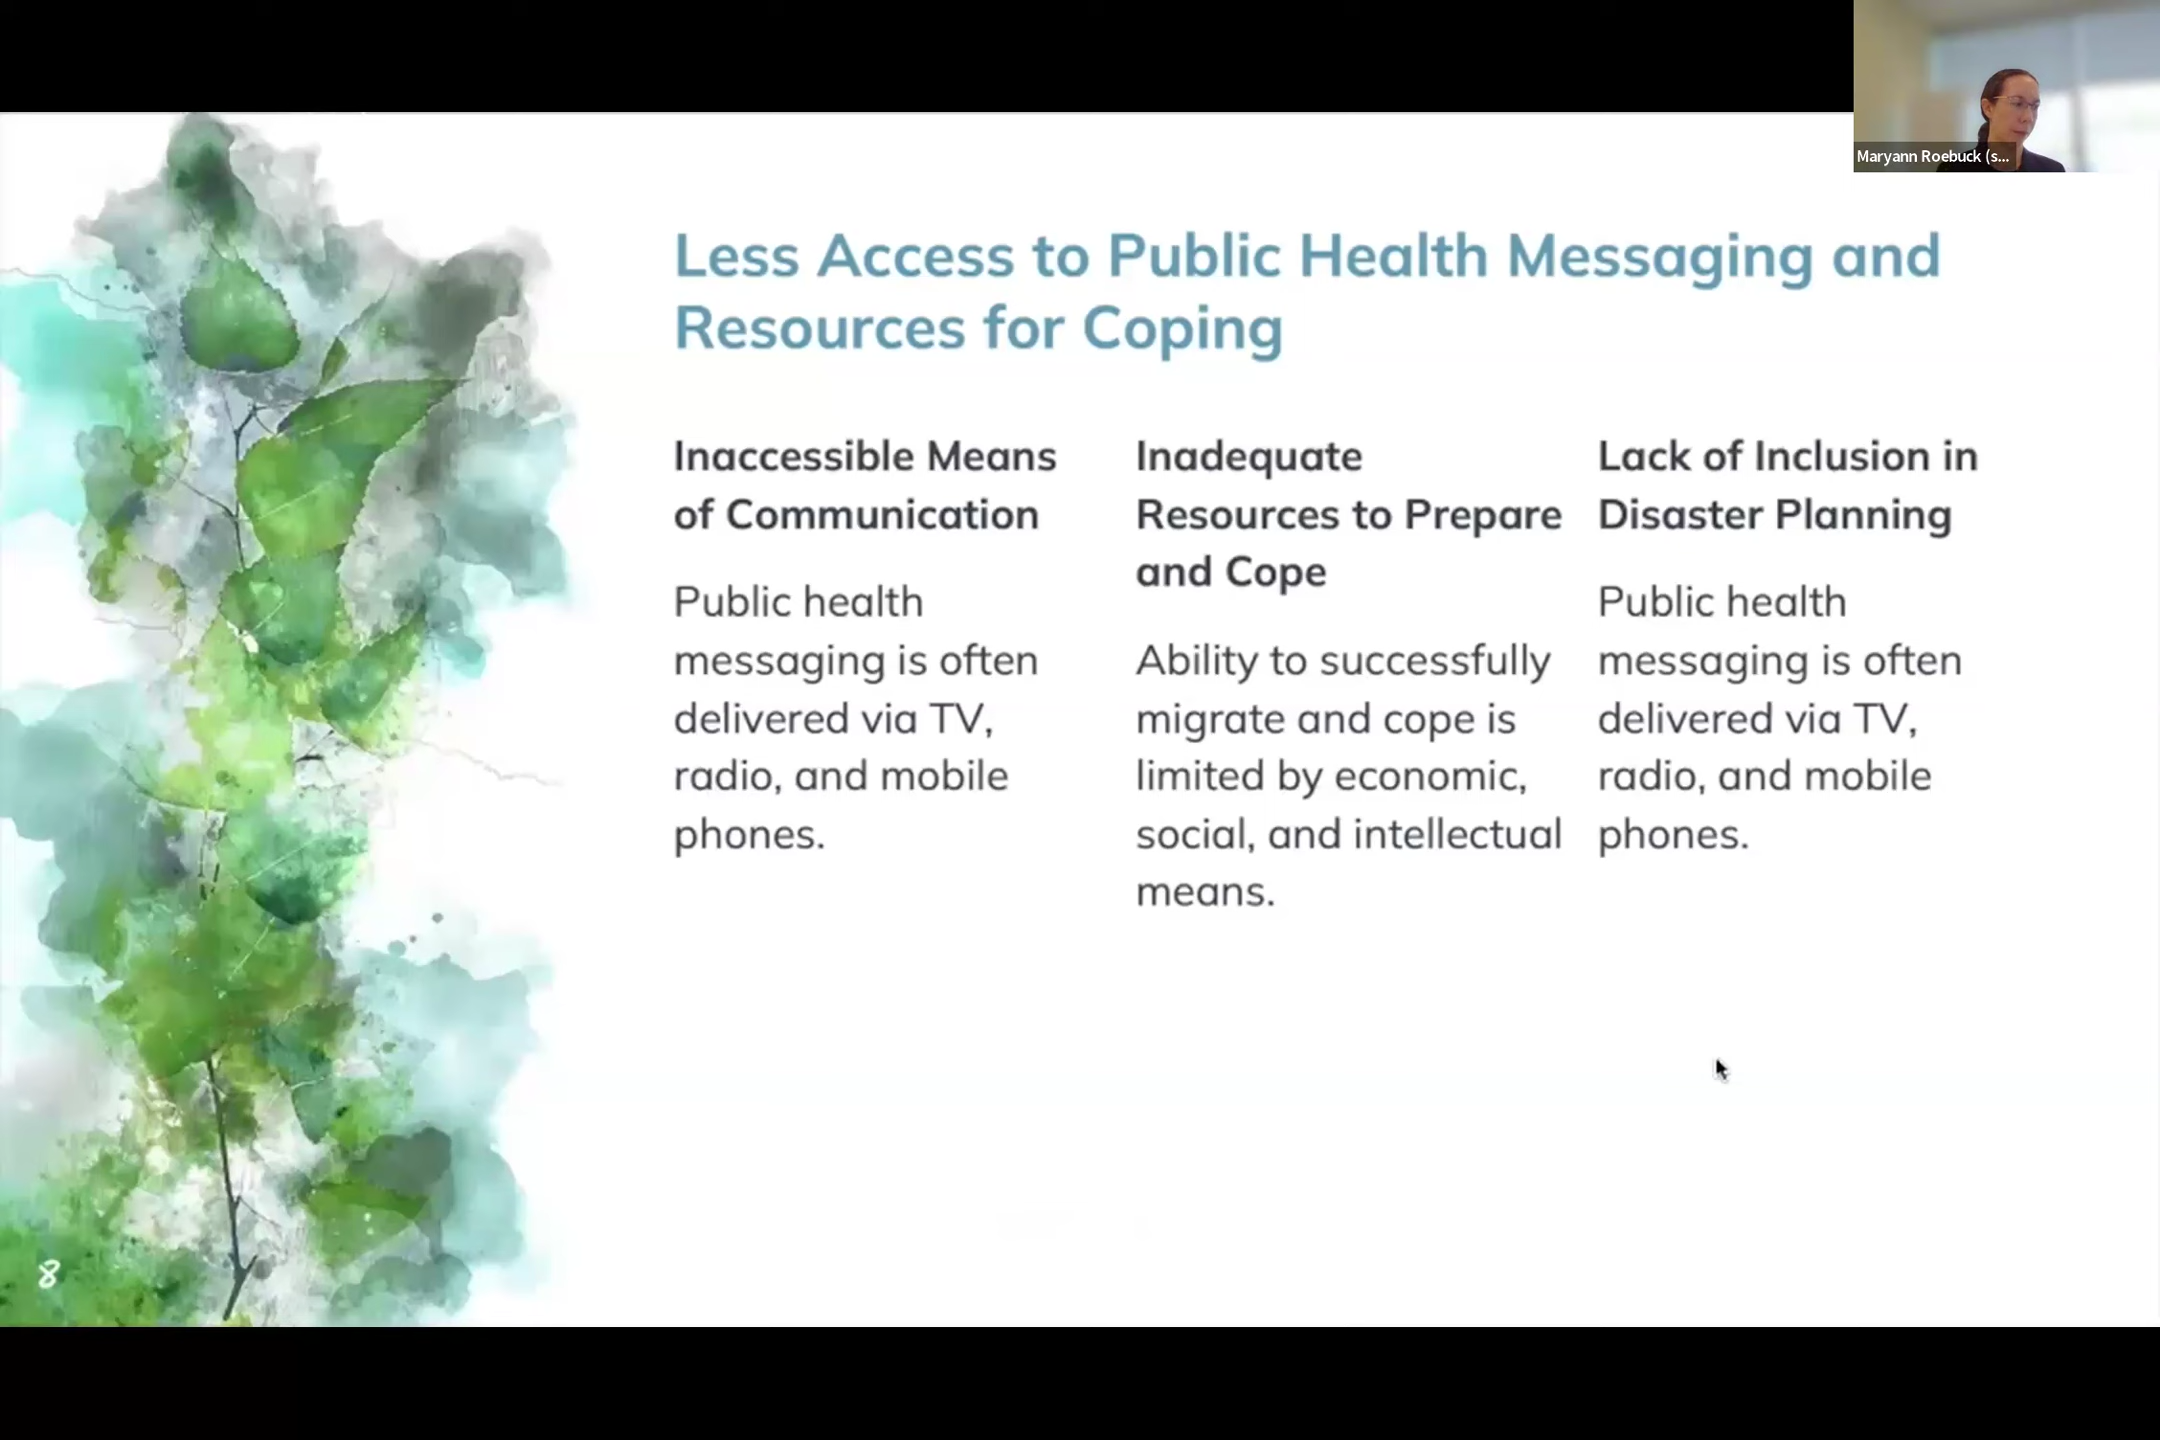 Maryann Roebuck (s...
Less Access to Public Health Messaging and
Resources for Coping
Inaccessible Means
of Communication
Public health
messaging is often
delivered via TV,
radio, and mobile
phones.
Inadequate
Resources to Prepare
and Cope
Ability to successfully
migrate and cope is
limited by economic,
social, and intellectual
means.
Lack of Inclusion in
Disaster Planning
Public health
messaging is often
delivered via TV,
radio, and mobile
phones.
8